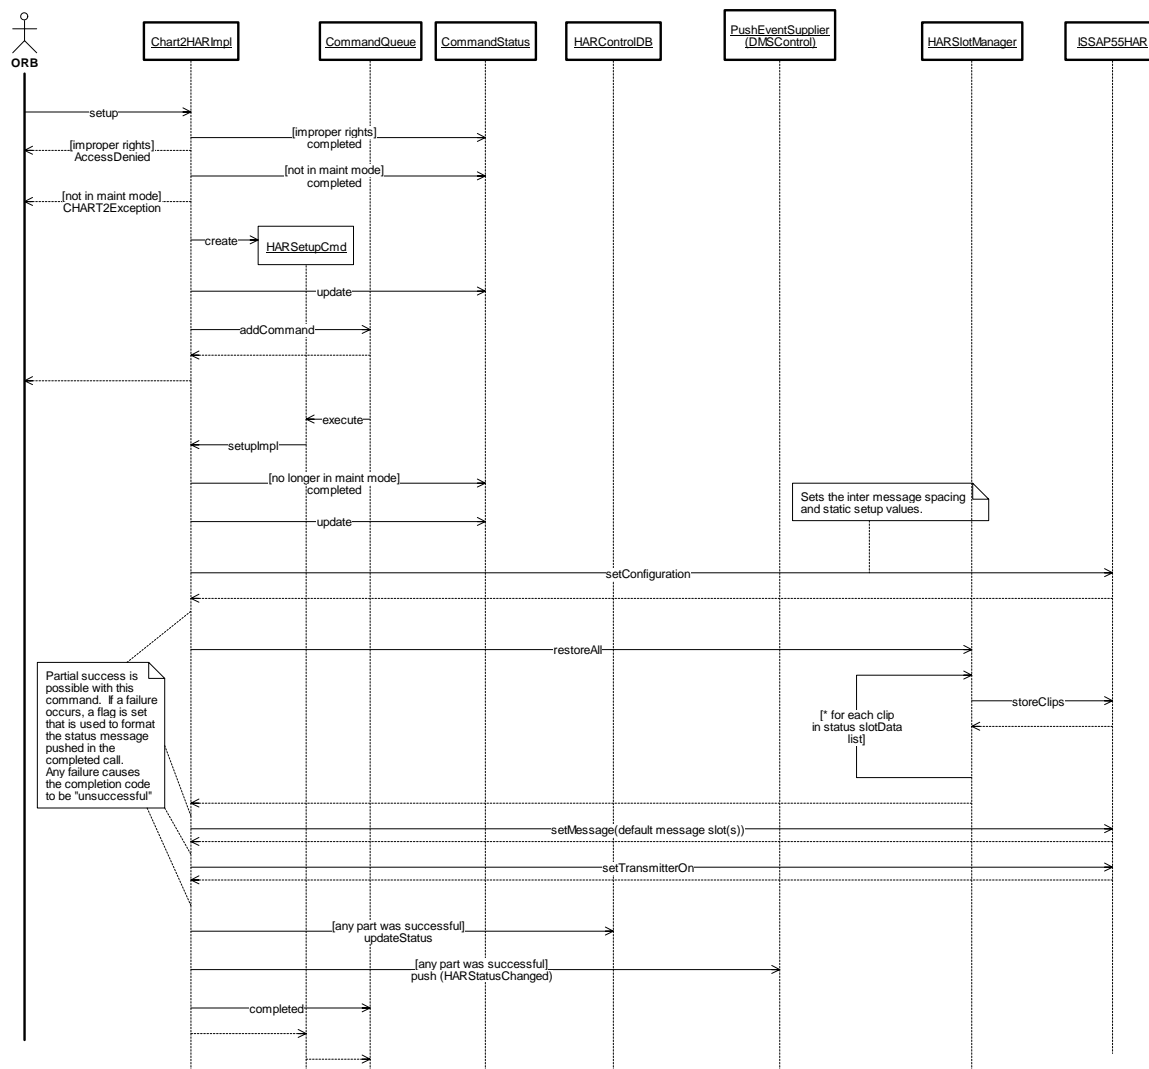 ORB
Chart2HARImpl
CommandQueue
CommandStatus
HARControlDB
PushEventSupplier
(DMSControl)
HARSlotManager
ISSAP55HAR
setup
[improper rights]
completed
[improper rights]
AccessDenied
[not in maint mode]
completed
[not in maint mode]
CHART2Exception
create
HARSetupCmd
update
addCommand
execute
setupImpl
[no longer in maint mode]
completed
Sets the inter message spacing
and static setup values.
update
setConfiguration
restoreAll
Partial success is
possible with this
command. If a failure
occurs, a flag is set
that is used to format
the status message
pushed in the
completed call.
Any failure causes
the completion code
to be "unsuccessful"
storeClips
[* for each clip
in status slotData
list]
setMessage(default message slot(s))
setTransmitterOn
[any part was successful]
updateStatus
[any part was successful]
push (HARStatusChanged)
completed